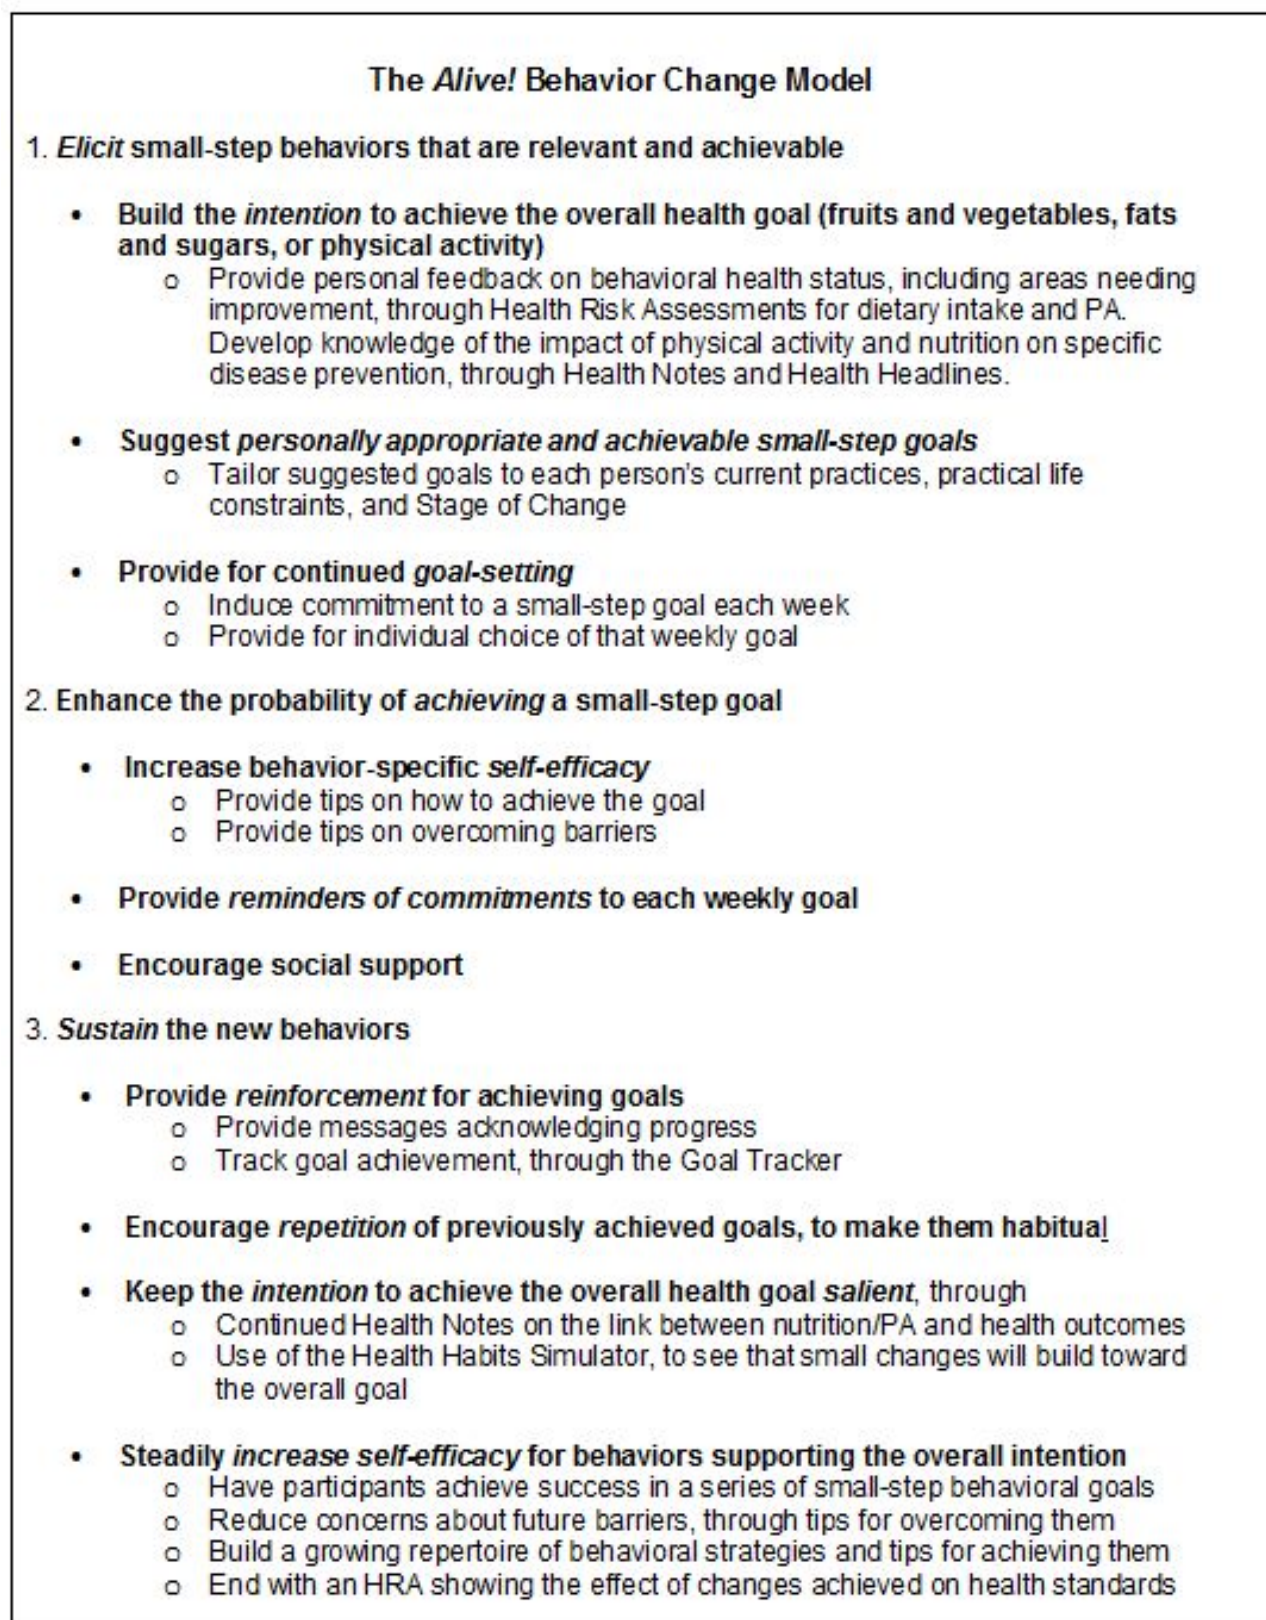 The Alive! Behavior Change Model
1. Elicit small-step behaviors that are relevant and achievable
• Build the intention to achieve the overall health goal (fruits and vegetables, fats
and sugars, or physical activity)
o Provide personal feedback on behavioral health status, including areas needing
improvement, through Health Risk Assessments for dietary intake and PA.
Develop knowledge of the impact of physical activity and nutrition on specific
disease prevention, through Health Notes and Health Headlines.
• Suggest personally appropriate and achievable small-step goals
o Tailor suggested goals to each person's current practices, practical life
constraints, and Stage of Change
• Provide for continued goal-setting
o Induce commitment to a small-step goal each week
o Provide for individual choice of that weekly goal
2. Enhance the probability of achieving a small-step goal
• Increase behavior-specific self-efficacy
o Provide tips on how to achieve the goal
o Provide tips on overcoming barriers
• Provide reminders of commitments to each weekly goal
• Encourage social support
3. Sustain the new behaviors
• Provide reinforcement for achieving goals
o Provide messages acknowledging progress
o Track goal achievement, through the Goal Tracker
• Encourage repetition of previously achieved goals, to make them habitual
• Keep the intention to achieve the overall health goal salient, through
o Continued Health Notes on the link between nutrition/PA and health outcomes
o Use of the Health Habits Simulator, to see that small changes will build toward
the overall goal
• Steadily increase self-efficacy for behaviors supporting the overall intention
o Have participants achieve success in a series of small-step behavioral goals
o Reduce concerns about future barriers, through tips for overcoming them
o Build a growing repertoire of behavioral strategies and tips for achieving them
o End with an HRA showing the effect of changes achieved on health standards